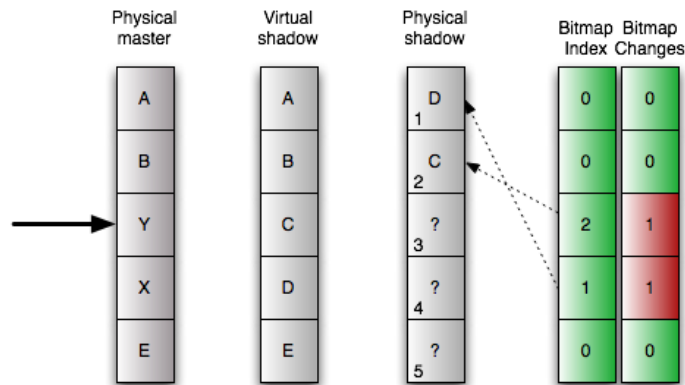 Physical master
Virtual shadow
Physical shadow
Bitmap Index
Bitmap Changes
A A D 1 0 0
B B C 2 0 0
Y C ? 3 2 1
X D ? 4 1 1
E E ? 5 0 0